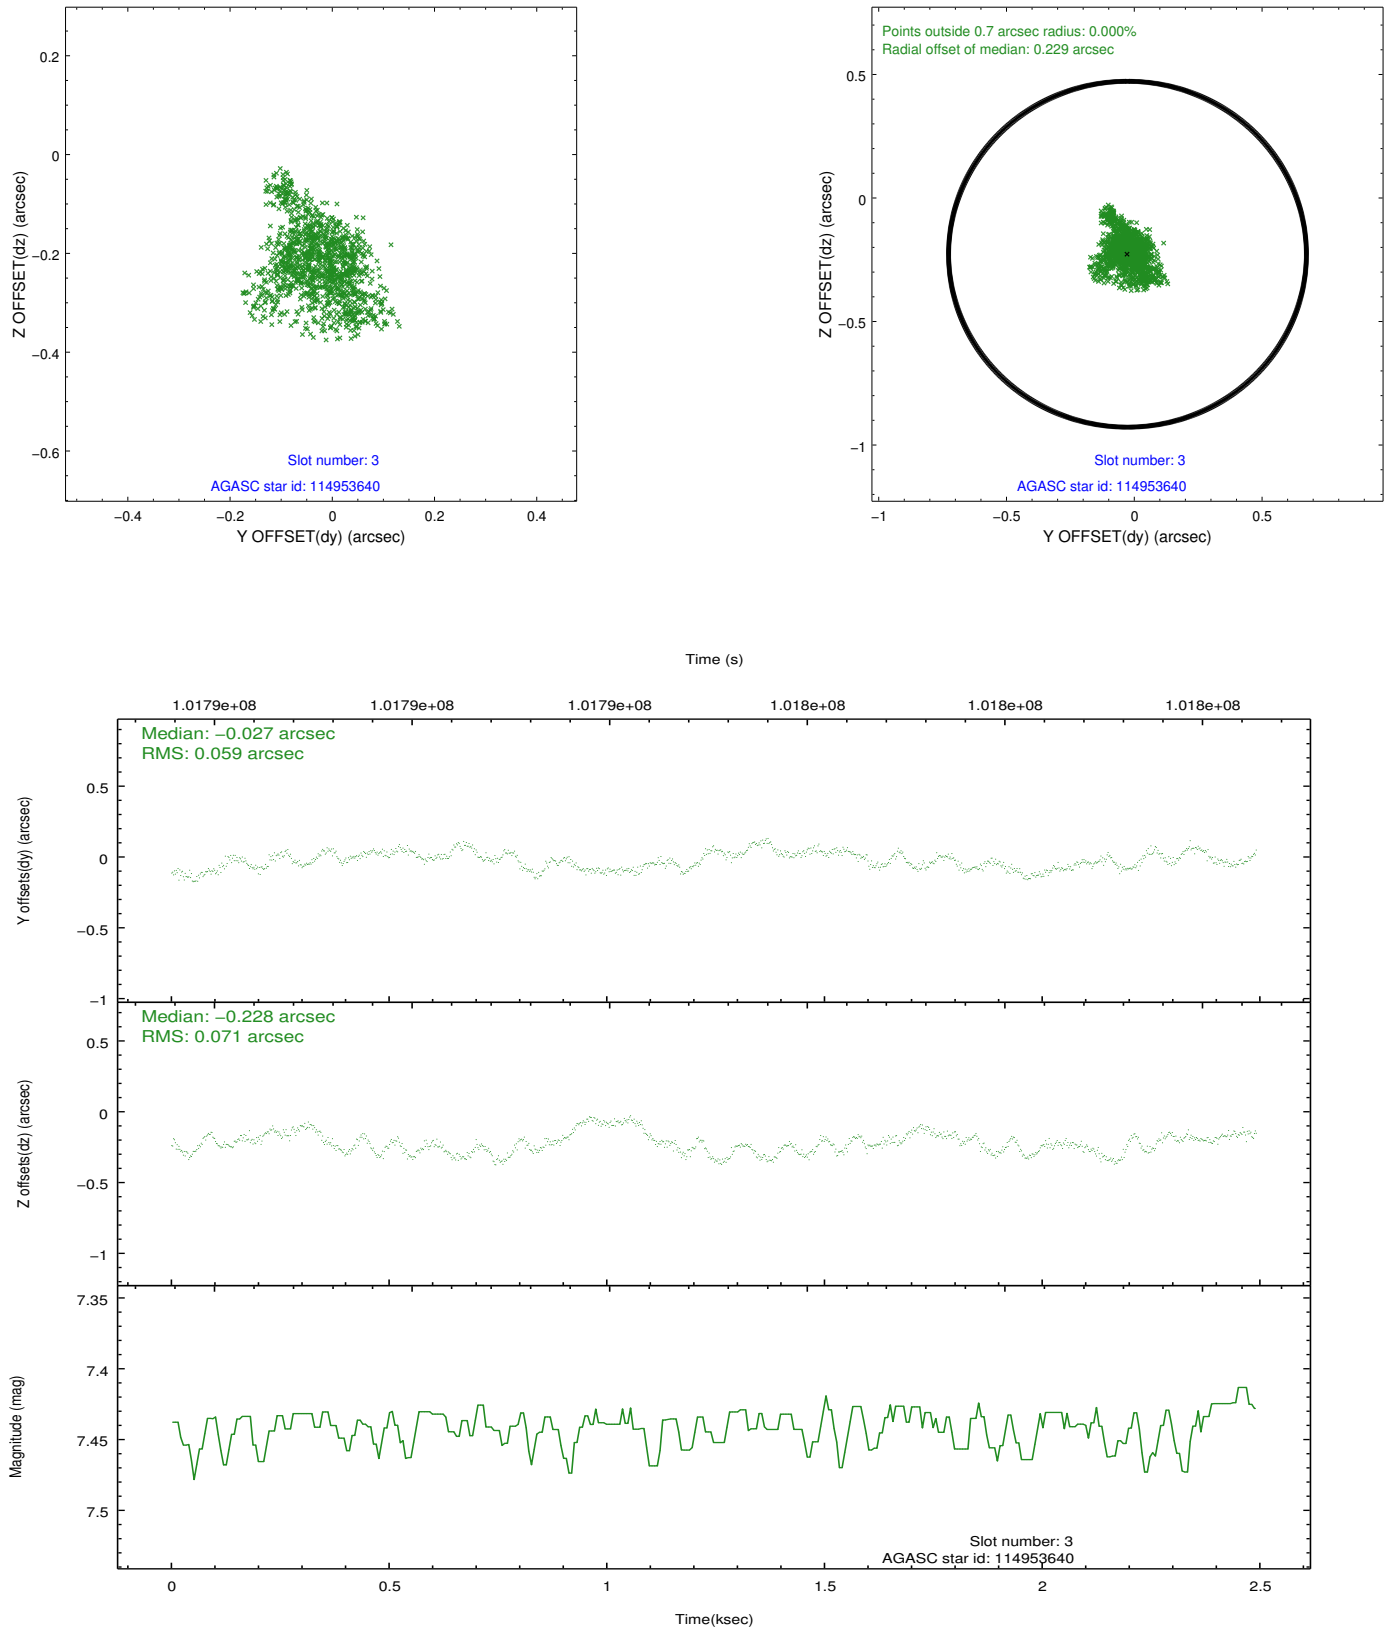 0.2
0
−0.2
−0.4
−0.6
Z OFFSET(dz) (arcsec)
Slot number: 3
AGASC star id: 114953640
−0.4
−0.2
0
0.2
0.4
Y OFFSET(dy) (arcsec)
Points outside 0.7 arcsec radius: 0.000%
Radial offset of median: 0.229 arcsec
0.5
0
−0.5
−1
Z OFFSET(dz) (arcsec)
Slot number: 3
AGASC star id: 114953640
−1
−0.5
0
0.5
Y OFFSET(dy) (arcsec)
Time (s)
1.0179e+08
1.0179e+08
1.0179e+08
1.018e+08
1.018e+08
1.018e+08
Median: −0.027 arcsec
RMS: 0.059 arcsec
0.5
0
−0.5
−1
Y offsets(dy) (arcsec)
Median: −0.228 arcsec
RMS: 0.071 arcsec
0.5
0
−0.5
−1
Z offsets(dz) (arcsec)
7.35
7.4
7.45
7.5
Magnitude (mag)
Slot number: 3
AGASC star id: 114953640
0
0.5
1
1.5
2
2.5
Time(ksec)